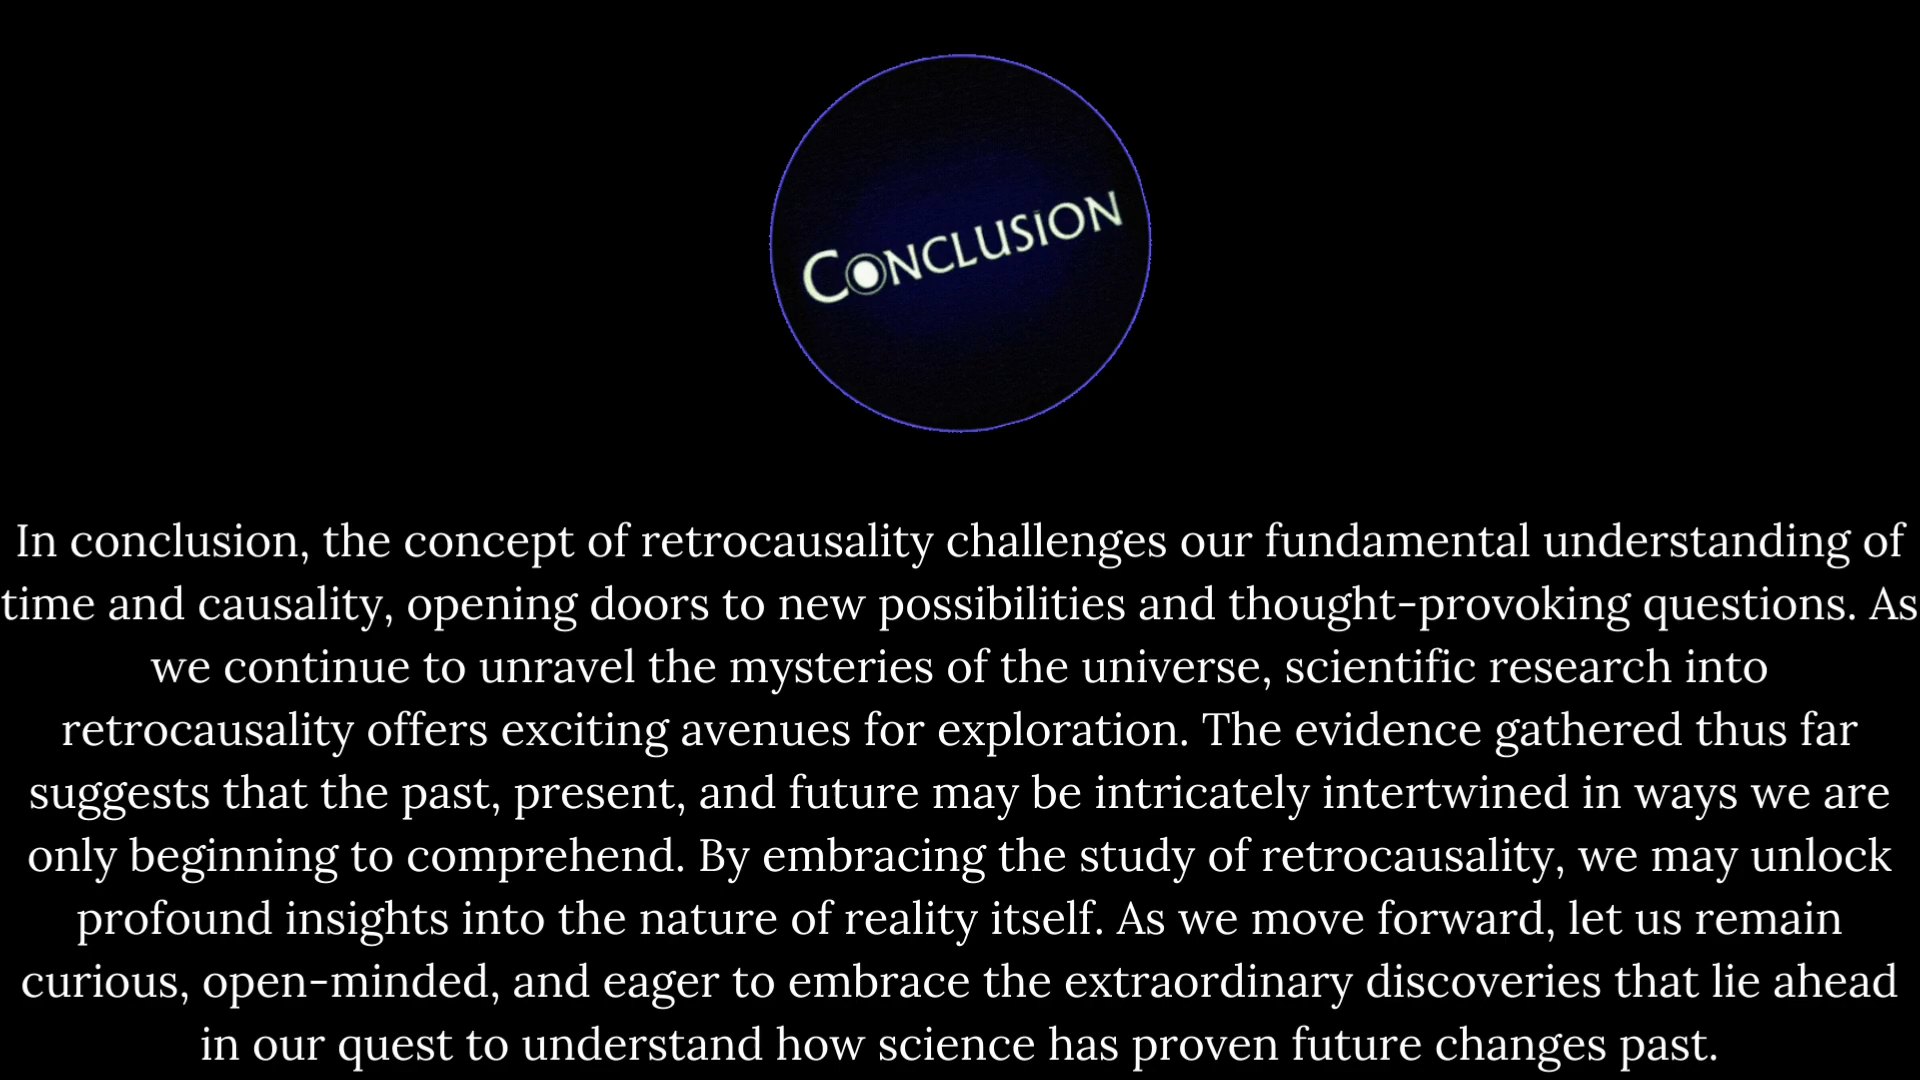 CONCLUSION
In conclusion, the concept of retrocausality challenges our fundamental understanding of
time and causality, opening doors to new possibilities and thought-provoking questions. As
we continue to unravel the mysteries of the universe, scientific research into
retrocausality offers exciting avenues for exploration. The evidence gathered thus far
suggests that the past, present, and future may be intricately intertwined in ways we are
only beginning to comprehend. By embracing the study of retrocausality, we may unlock
profound insights into the nature of reality itself. As we move forward, let us remain
curious, open-minded, and eager to embrace the extraordinary discoveries that lie ahead
in our quest to understand how science has proven future changes past.